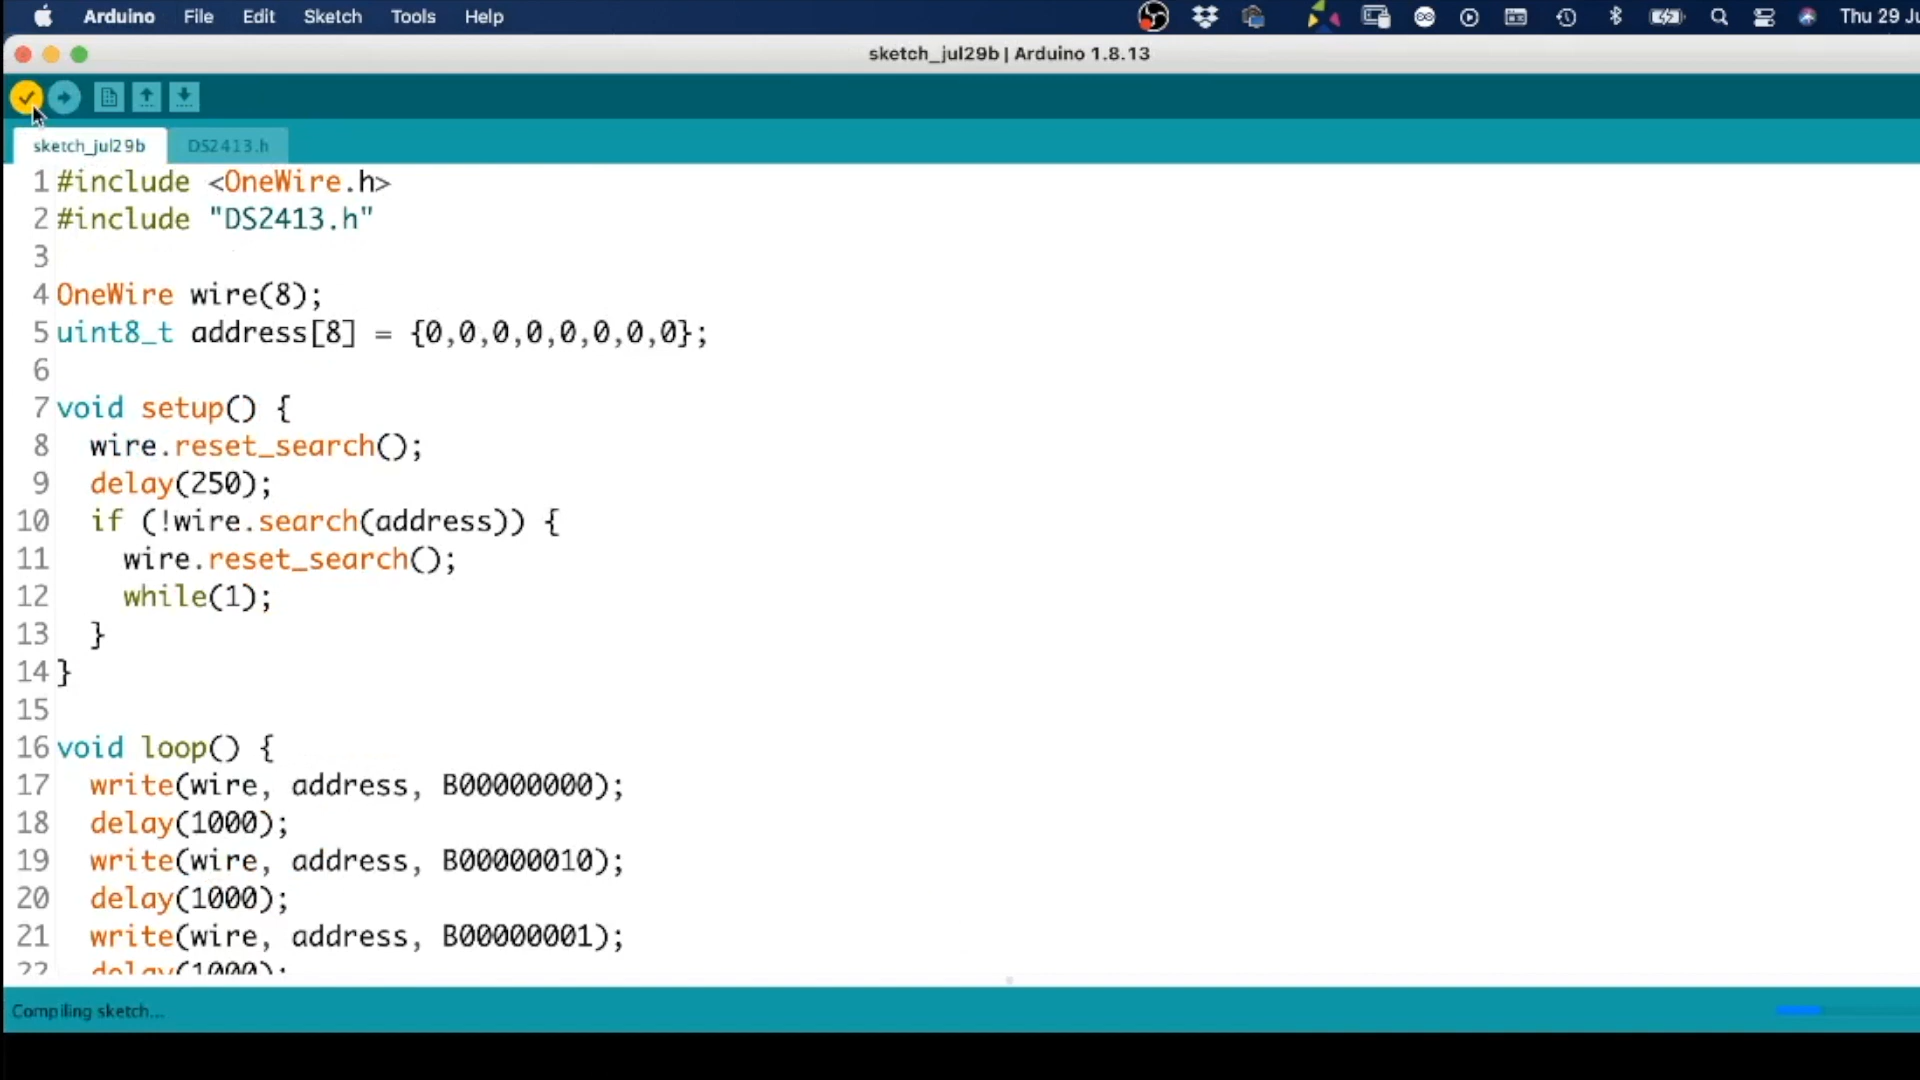 Arduino File Edit Sketch Tools Help Thu 29 Ju
sketch_jul29b | Arduino 1.8.13
sketch_jul29b DS2413.h
1 #include <OneWire.h>
2 #include "DS2413.h"
3
4 OneWire wire(8);
5 uint8_t address[8] = {0,0,0,0,0,0,0,0};
6
7 void setup() {
8 wire.reset_search();
9 delay(250);
10 if (!wire.search(address)) {
11 wire.reset_search();
12 while(1);
13 }
14 }
15
16 void loop() {
17 write(wire, address, B00000000);
18 delay(1000);
19 write(wire, address, B00000010);
20 delay(1000);
21 write(wire, address, B00000001);
22 delay(1000);
Compiling sketch...